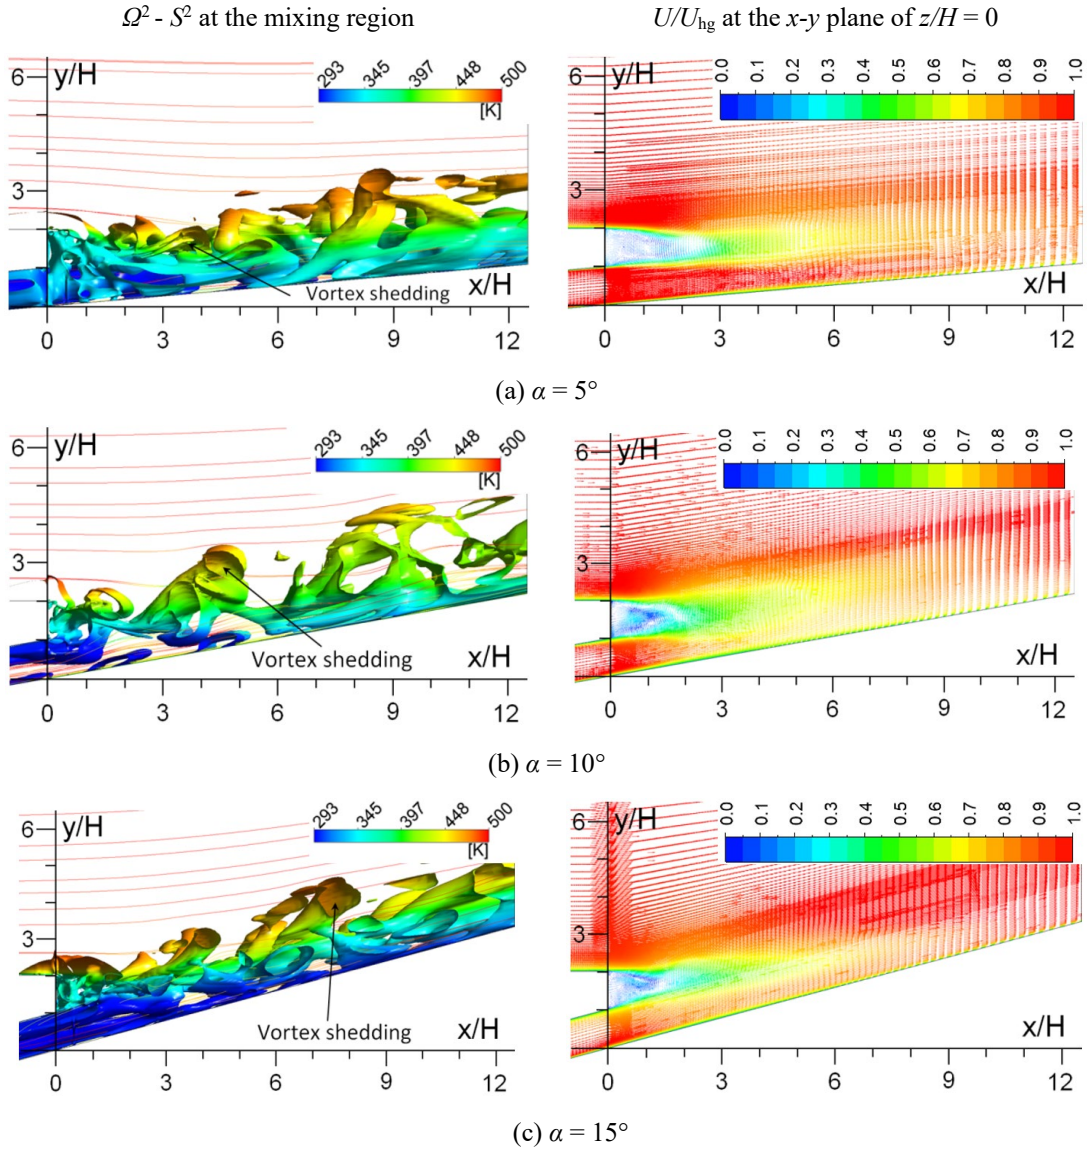 Ω² - S² at the mixing region
U/Uhg at the x-y plane of z/H = 0
6 y/H 293 345 397 448 500
[K]
3
Vortex shedding x/H
0 3 6 9 12
6 y/H 0.0 0.1 0.2 0.3 0.4 0.5 0.6 0.7 0.8 0.9 1.0
3
x/H
0 3 6 9 12
(a) α = 5°
6 y/H 293 345 397 448 500
[K]
3
Vortex shedding x/H
0 3 6 9 12
6 y/H 0.0 0.1 0.2 0.3 0.4 0.5 0.6 0.7 0.8 0.9 1.0
3
x/H
0 3 6 9 12
(b) α = 10°
6 y/H 293 345 397 448 500
[K]
3
Vortex shedding x/H
0 3 6 9 12
6 y/H 0.0 0.1 0.2 0.3 0.4 0.5 0.6 0.7 0.8 0.9 1.0
3
x/H
0 3 6 9 12
(c) α = 15°